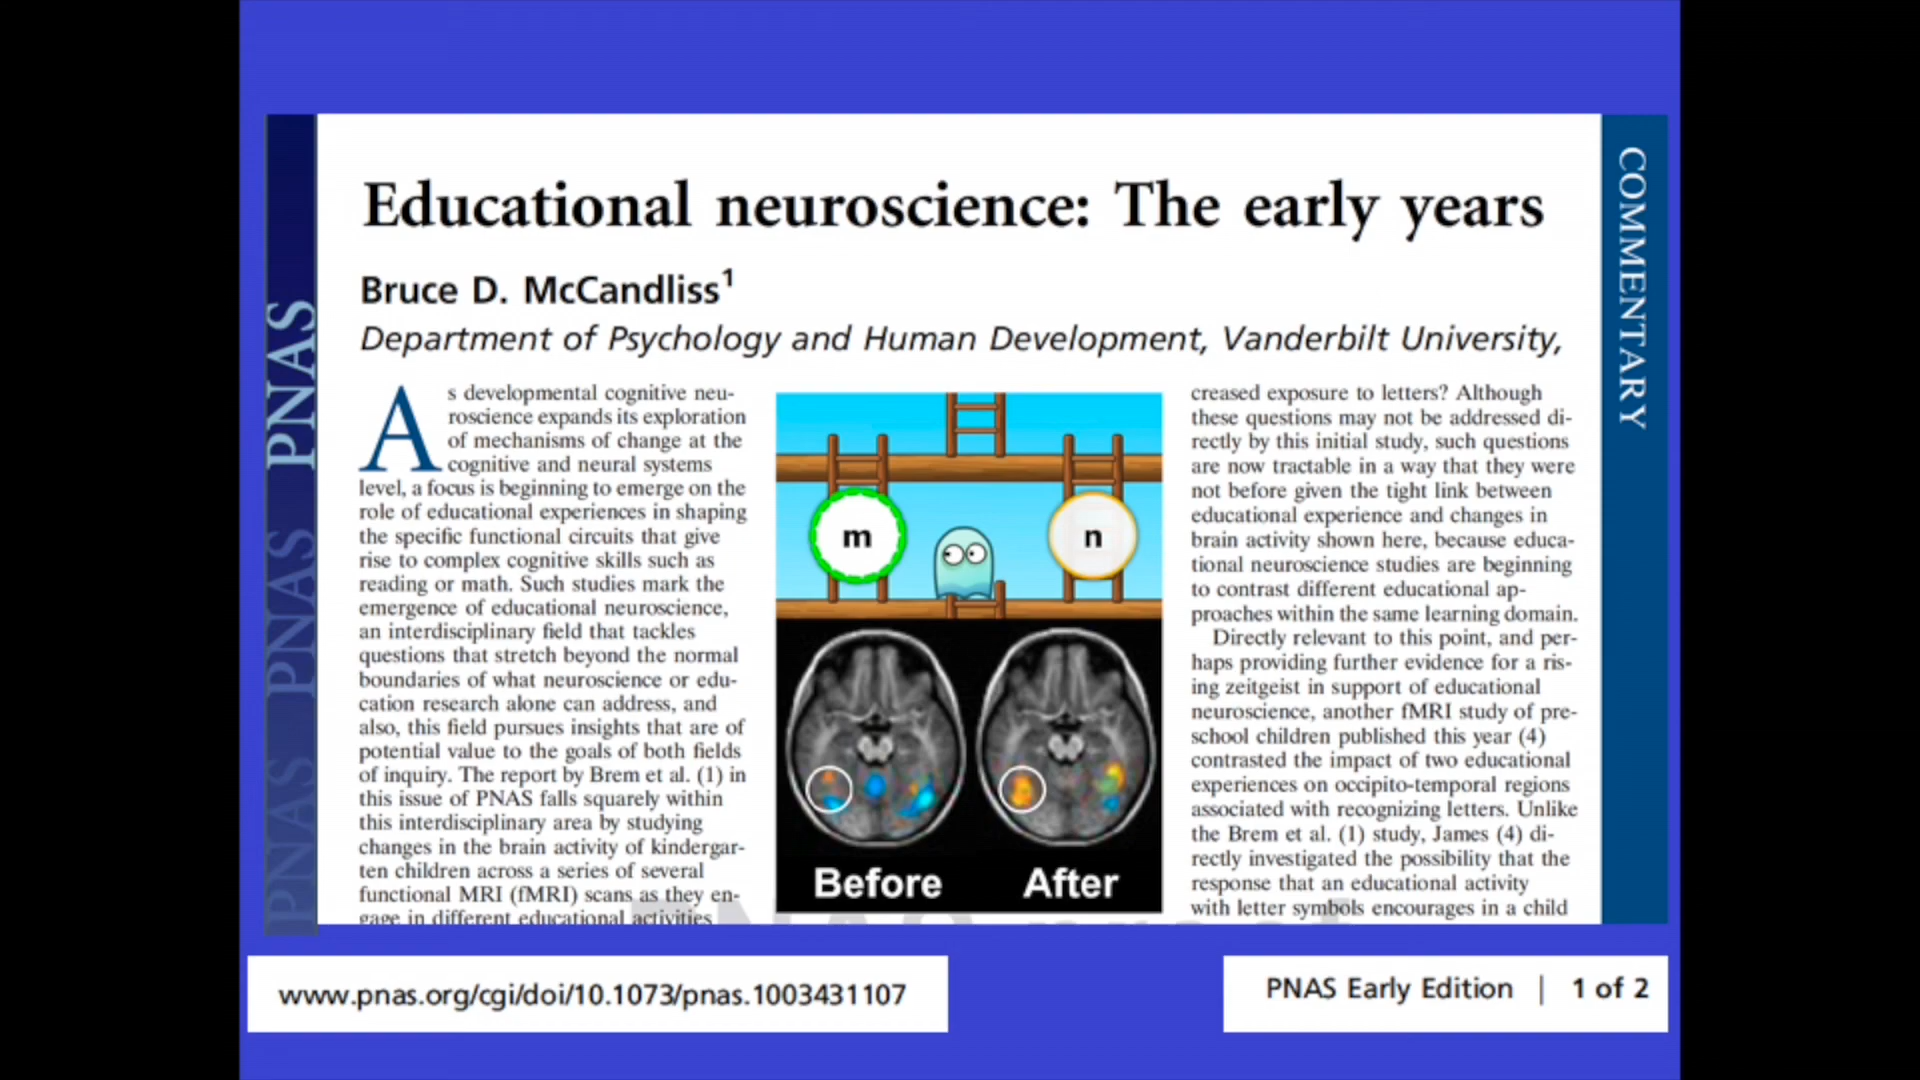 Educational neuroscience: The early years
Bruce D. McCandliss1
Department of Psychology and Human Development, Vanderbilt University,
As developmental cognitive neu-
roscience expands its exploration
of mechanisms of change at the
cognitive and neural systems
level, a focus is beginning to emerge on the
role of educational experiences in shaping
the specific functional circuits that give
rise to complex cognitive skills such as
reading or math. Such studies mark the
emergence of educational neuroscience,
an interdisciplinary field that tackles
questions that stretch beyond the normal
boundaries of what neuroscience or edu-
cation research alone can address, and
also, this field pursues insights that are of
potential value to the goals of both fields
of inquiry. The report by Brem et al. (1) in
this issue of PNAS falls squarely within
this interdisciplinary area by studying
changes in the brain activity of kindergar-
ten children across a series of several
functional MRI (fMRI) scans as they en-
gage in different educational activities
m
n
Before
After
creased exposure to letters? Although
these questions may not be addressed di-
rectly by this initial study, such questions
are now tractable in a way that they were
not before given the tight link between
educational experience and changes in
brain activity shown here, because educa-
tional neuroscience studies are beginning
to contrast different educational ap-
proaches within the same learning domain.
Directly relevant to this point, and per-
haps providing further evidence for a ris-
ing zeitgeist in support of educational
neuroscience, another fMRI study of pre-
school children published this year (4)
contrasted the impact of two educational
experiences on occipito-temporal regions
associated with recognizing letters. Unlike
the Brem et al. (1) study, James (4) di-
rectly investigated the possibility that the
response that an educational activity
with letter symbols encourages in a child
COMMENTARY
PNAS
PNAS
PNAS
www.pnas.org/cgi/doi/10.1073/pnas.1003431107
PNAS Early Edition | 1 of 2